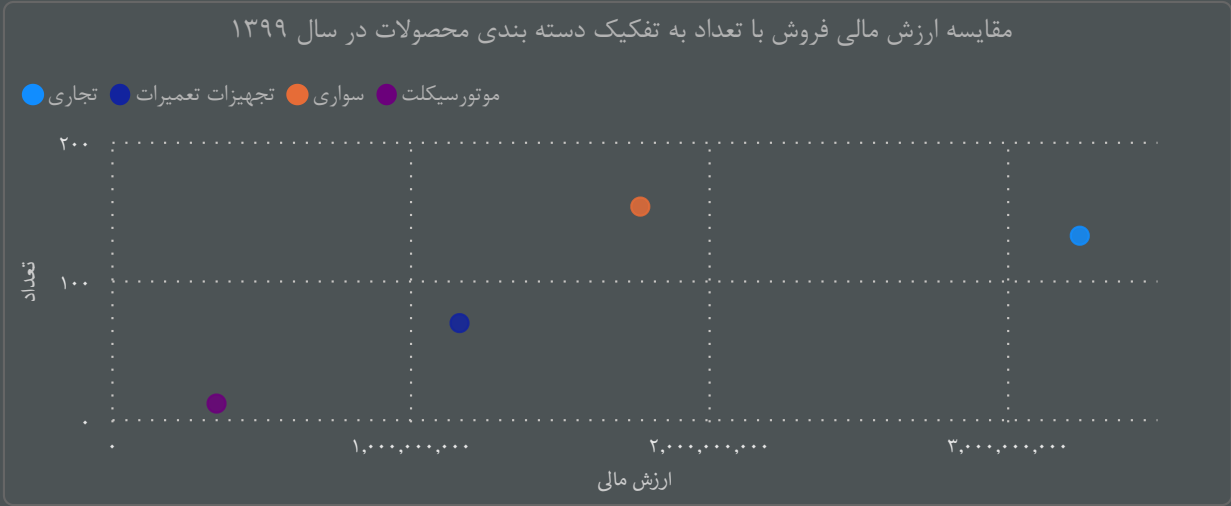 مقایسه ارزش مالی فروش با تعداد به تفکیک دسته بندی محصولات در سال ۱۳۹۹
تجاری تجهیزات تعمیرات سواری موتورسیکلت
۲۰۰
۱۰۰
۰
تعداد
۰ ۱,۰۰۰,۰۰۰,۰۰۰ ۲,۰۰۰,۰۰۰,۰۰۰ ۳,۰۰۰,۰۰۰,۰۰۰
ارزش مالی